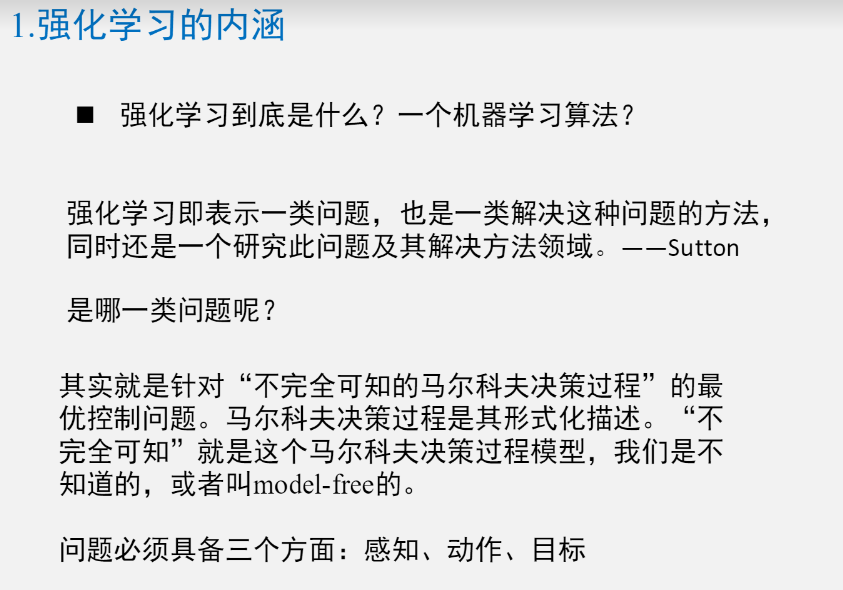 1.强化学习的内涵
■ 强化学习到底是什么？一个机器学习算法？
强化学习即表示一类问题，也是一类解决这种问题的方法，
同时还是一个研究此问题及其解决方法领域。——Sutton
是哪一类问题呢？
其实就是针对“不完全可知的马尔科夫决策过程”的最
优控制问题。马尔科夫决策过程是其形式化描述。“不
完全可知”就是这个马尔科夫决策过程模型，我们是不
知道的，或者叫model-free的。
问题必须具备三个方面：感知、动作、目标